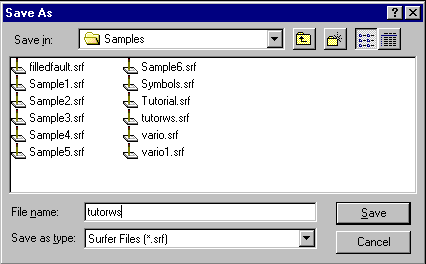 Save As
Save in: Samples
filledfault.srf
Sample1.srf
Sample2.srf
Sample3.srf
Sample4.srf
Sample5.srf
Sample6.srf
Symbols.srf
Tutorial.srf
tutorws.srf
vario.srf
vario1.srf
File name: tutorws Save
Save as type: Surfer Files (*.srf) Cancel